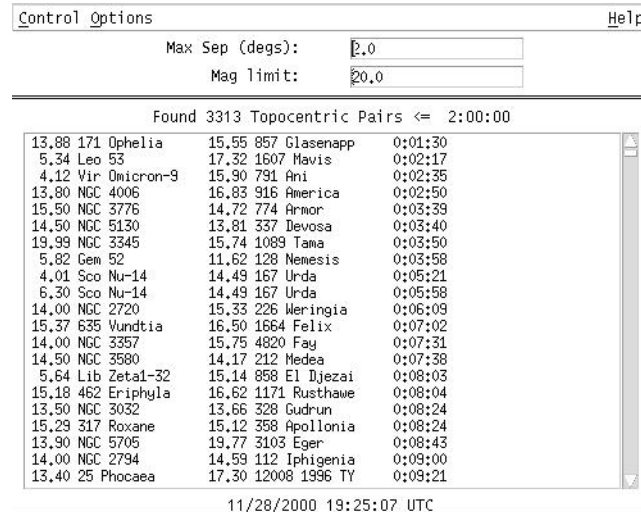 Control Options Help
Max Sep (degs): 2.0
Mag limit: 20.0
Found 3313 Topocentric Pairs <= 2:00:00
13.88 171 Ophelia 15.55 857 Glasenapp 0:01:30
5.34 Leo 53 17.32 1607 Mavis 0:02:17
4.12 Vir Omicron-9 15.90 791 Ani 0:02:35
13.80 NGC 4006 16.83 916 America 0:02:50
15.50 NGC 3776 14.72 774 Armor 0:03:39
14.50 NGC 5130 13.81 337 Devosa 0:03:40
19.99 NGC 3345 15.74 1089 Tama 0:03:50
5.82 Gem 52 11.62 128 Nemesis 0:03:58
4.01 Sco Nu-14 14.49 167 Urda 0:05:21
6.30 Sco Nu-14 14.49 167 Urda 0:05:58
14.00 NGC 2720 15.33 226 Weringia 0:06:09
15.37 635 Vundtia 16.50 1664 Felix 0:07:02
14.00 NGC 3357 15.75 4820 Fay 0:07:31
14.50 NGC 3580 14.17 212 Medea 0:07:38
5.64 Lib Zeta1-32 15.14 858 El Djezai 0:08:03
15.18 462 Eriphyla 16.62 1171 Rusthawe 0:08:04
13.50 NGC 3032 13.66 328 Gudrun 0:08:24
15.29 317 Roxane 15.12 358 Apollonia 0:08:24
13.90 NGC 5705 19.77 3103 Eger 0:08:43
14.00 NGC 2794 14.59 112 Iphigenia 0:09:00
13.40 25 Phocaea 17.30 12008 1996 TY 0:09:21
11/28/2000 19:25:07 UTC